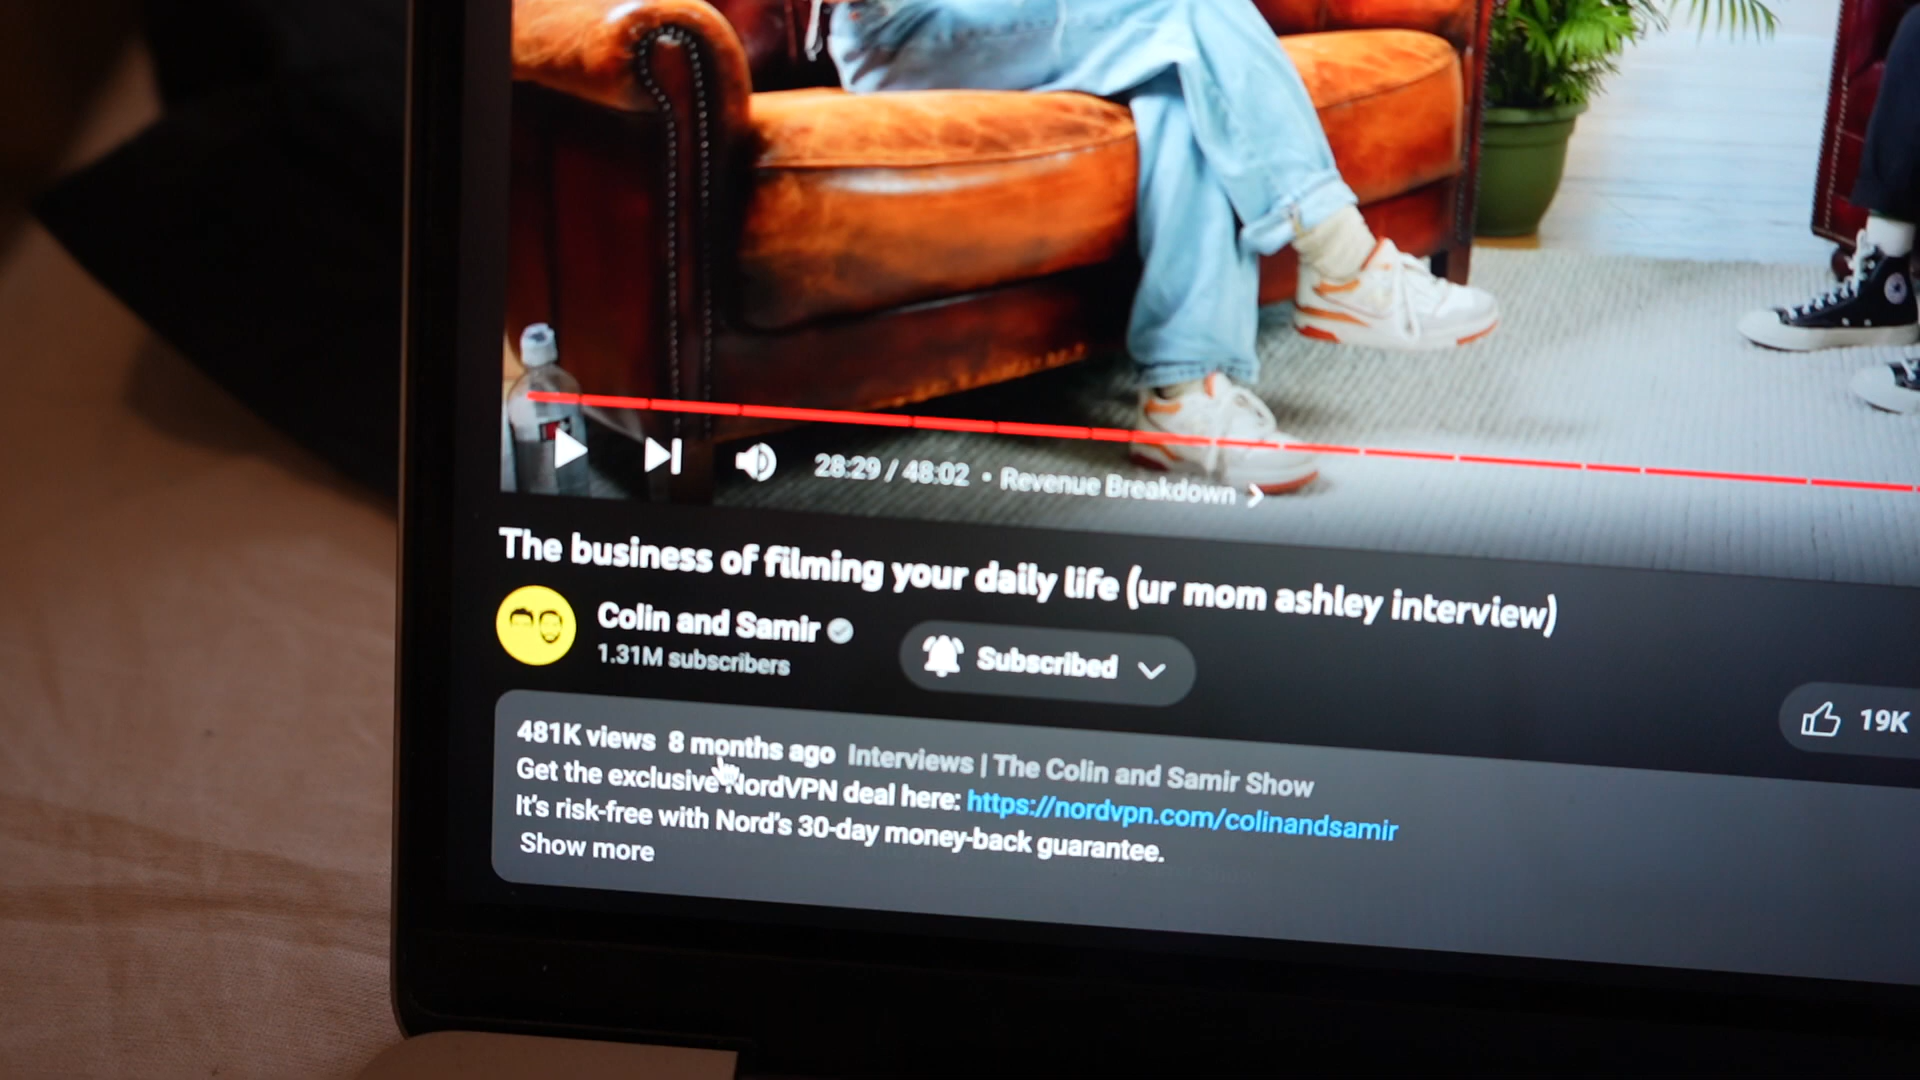 28:29 / 48:02 • Revenue Breakdown
The business of filming your daily life (ur mom ashley interview)
Colin and Samir
1.31M subscribers
Subscribed
19K
481K views 8 months ago Interviews | The Colin and Samir Show
Get the exclusive NordVPN deal here: https://nordvpn.com/colinandsamir
It's risk-free with Nord's 30-day money-back guarantee.
Show more